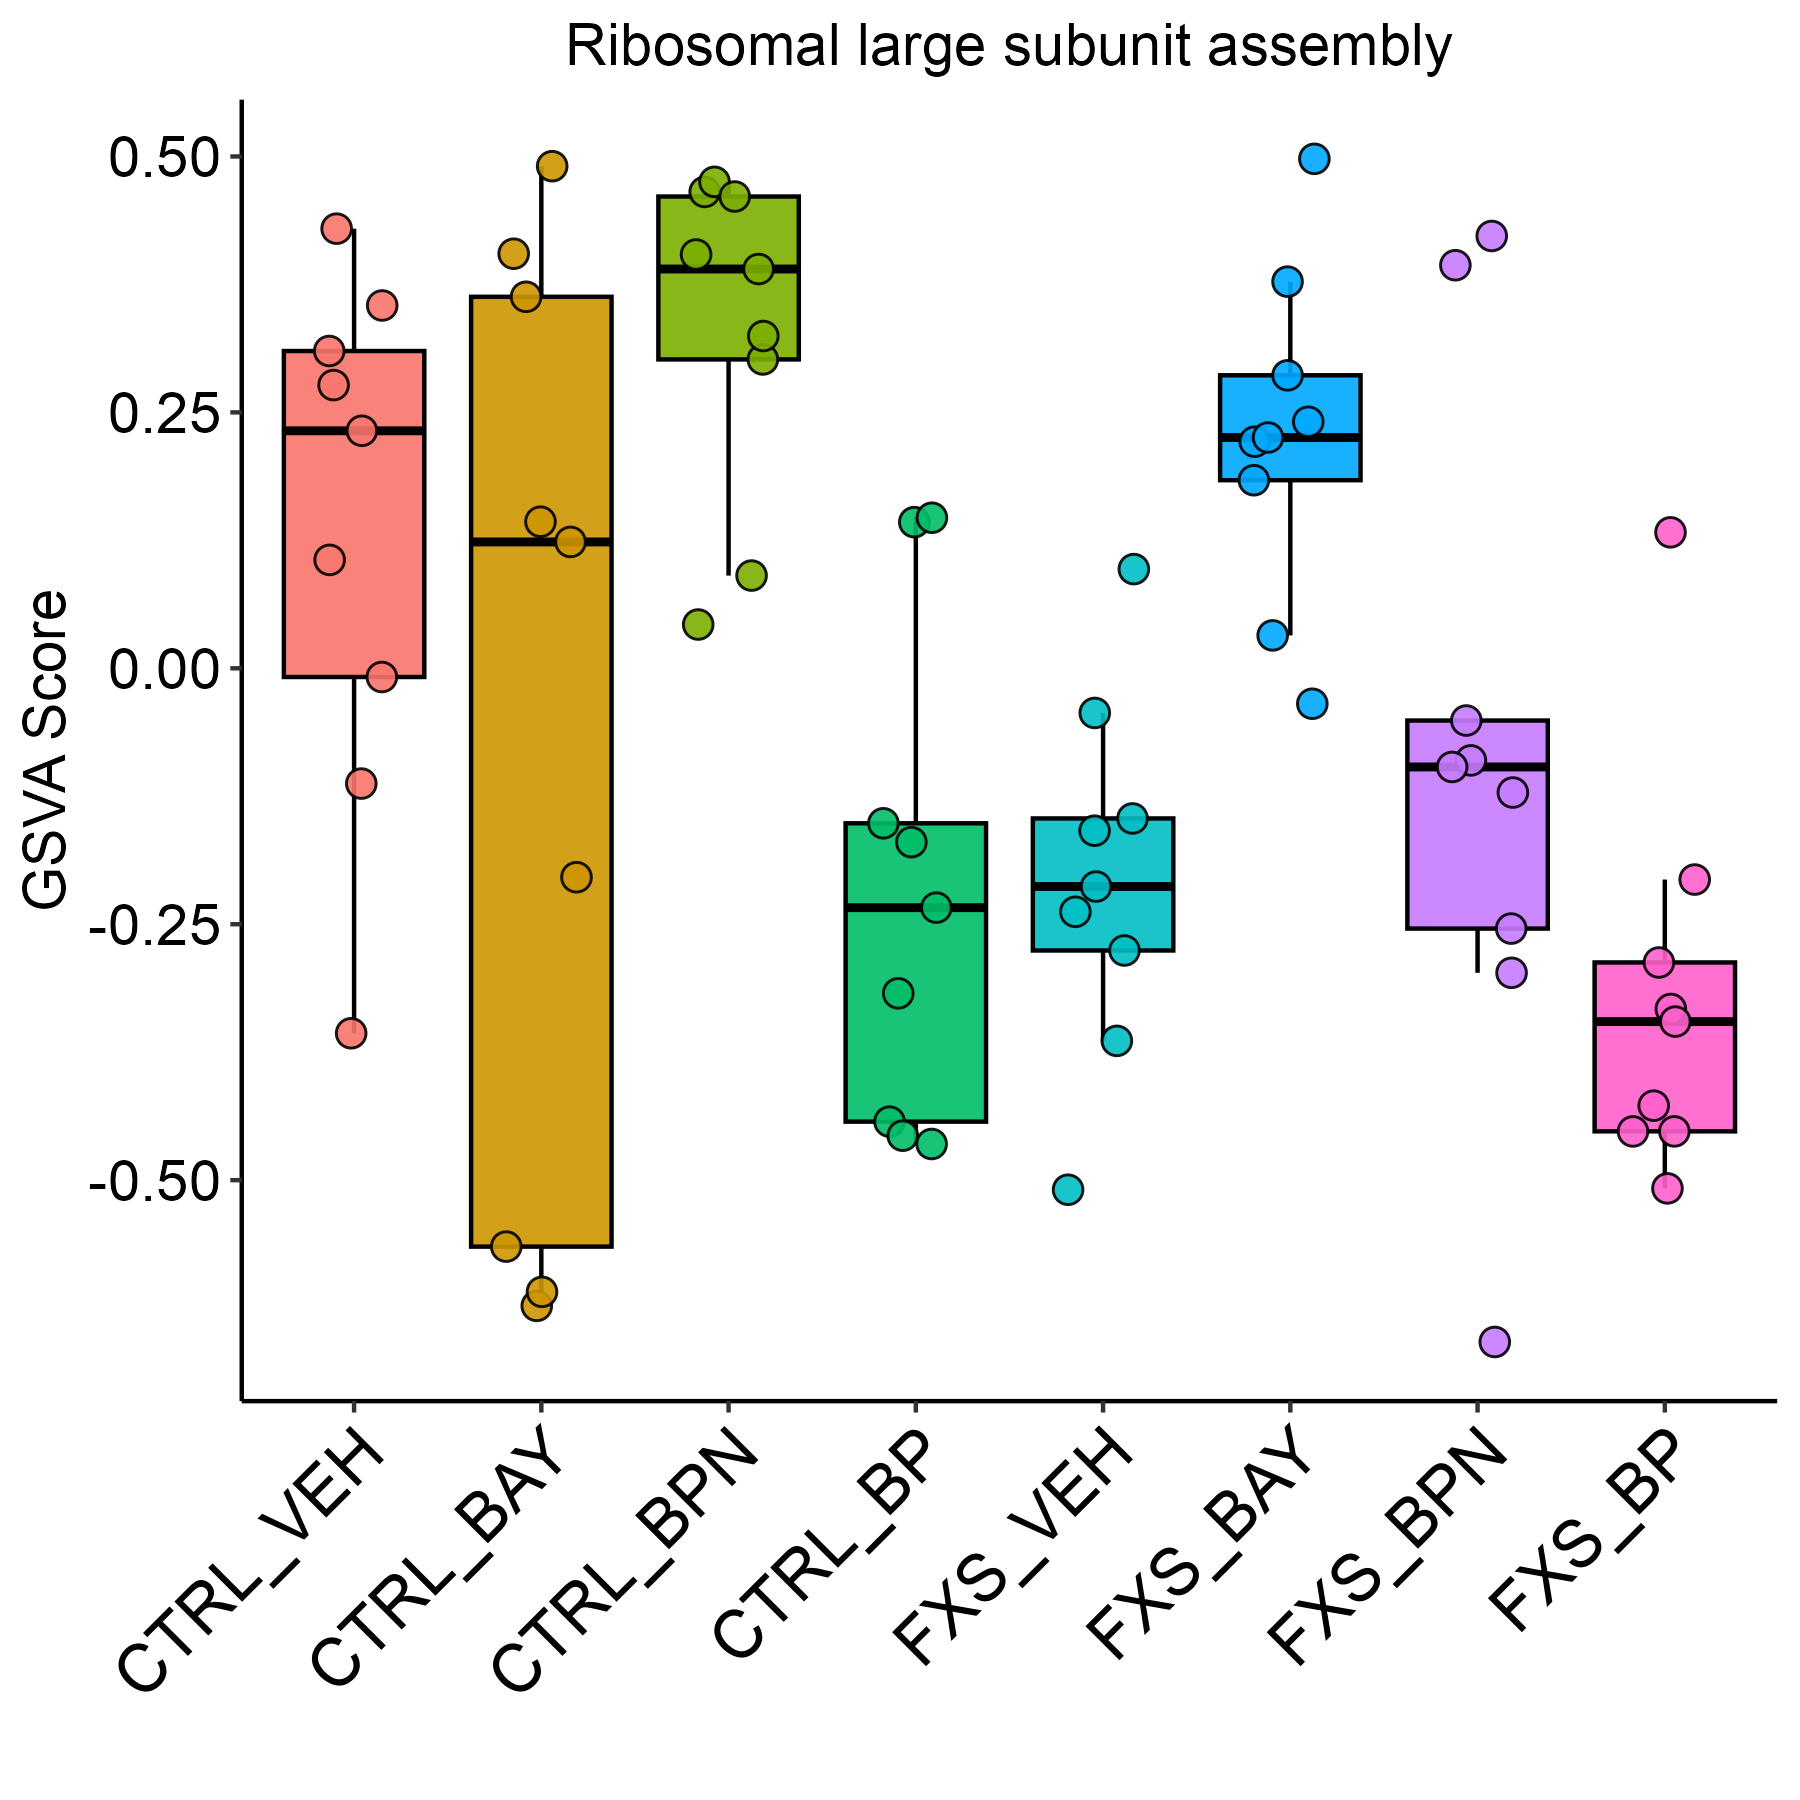 Ribosomal large subunit assembly
GSVA Score
0.50
0.25
0.00
-0.25
-0.50
CTRL_VEH
CTRL_BAY
CTRL_BPN
CTRL_BP
FXS_VEH
FXS_BAY
FXS_BPN
FXS_BP